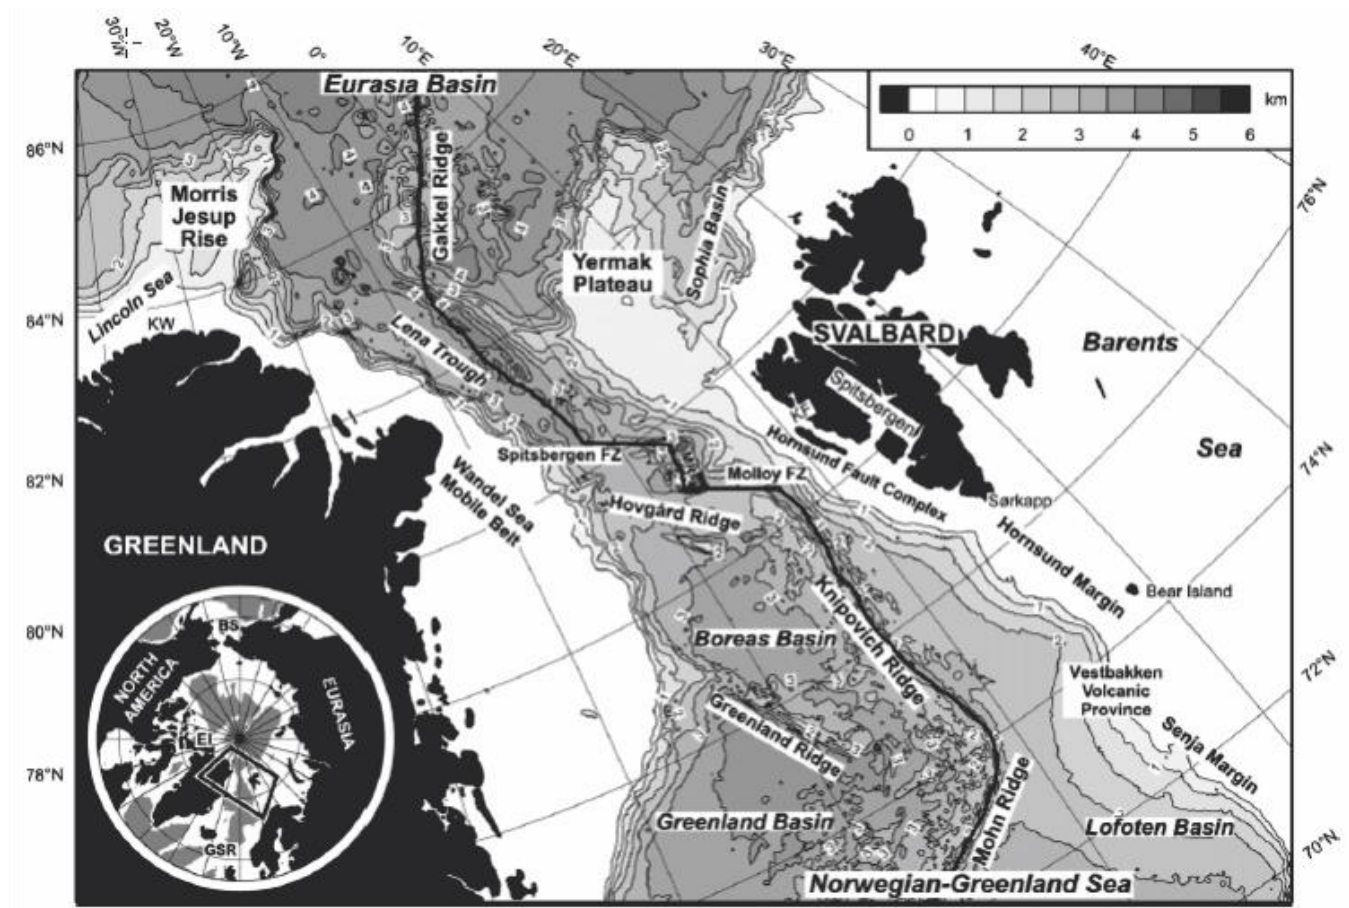 30°W
20°W
10°W
0°
10°E
20°E
30°E
40°E
Eurasia Basin
km
0 1 2 3 4 5 6
86°N
84°N
82°N
80°N
78°N
76°N
74°N
72°N
70°N
Morris
Jesup
Rise
Gakkel Ridge
Yermak
Plateau
Sophia Basin
Lincoln Sea
KW
Lena Trough
SVALBARD
Spitsbergen
KF
Barents
Sea
Spitsbergen FZ
Molloy FZ
Hornsund Fault Complex
Sørkapp
Hornsund Margin
Wandel Sea
Mobile Belt
Hovgård Ridge
GREENLAND
Bear Island
Knipovich Ridge
Boreas Basin
Vestbakken
Volcanic
Province
Senja Margin
Greenland Ridge
Greenland Basin
Mohn Ridge
Lofoten Basin
Norwegian-Greenland Sea
BS
NORTH
AMERICA
EURASIA
EI
GSR